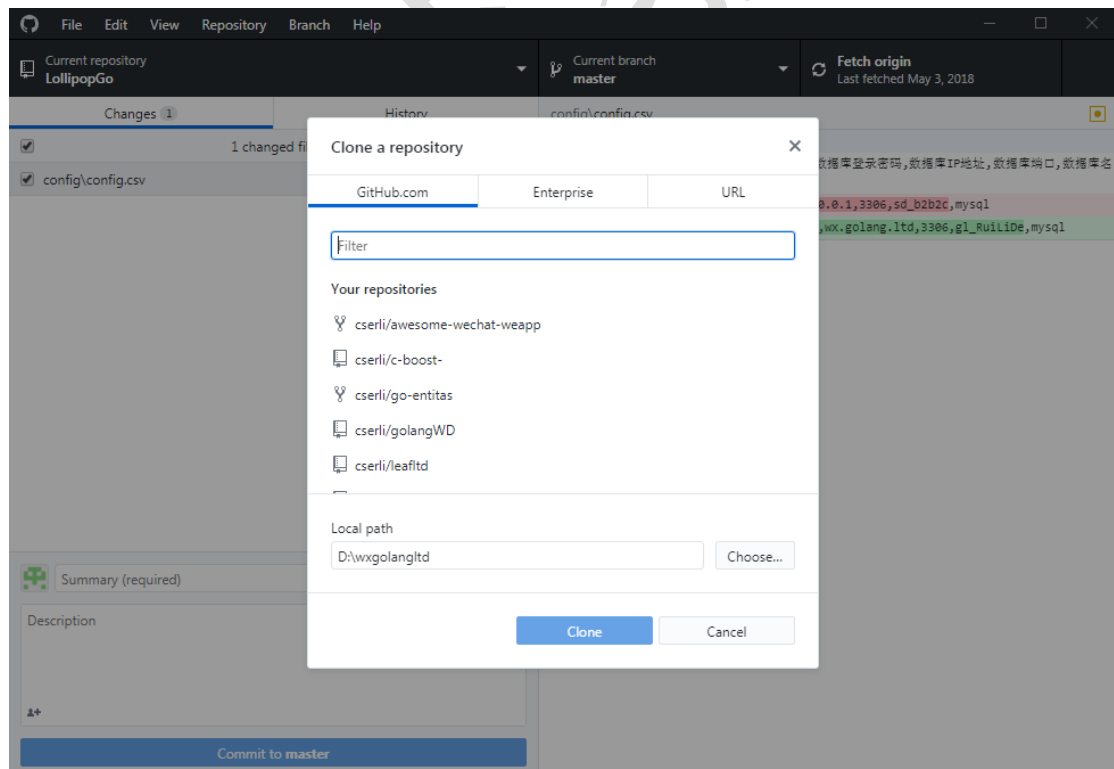 File Edit View Repository Branch Help
Current repository
LollipopGo
Current branch
master
Fetch origin
Last fetched May 3, 2018
Changes 1
History
config\config.csv
1 changed fi
config\config.csv
数据库登录密码,数据库IP地址,数据库端口,数据库名
0.0.1,3306,sd_b2b2c,mysql
,wx.golang.ltd,3306,gl_RuiLiDe,mysql
Clone a repository
GitHub.com Enterprise URL
Filter
Your repositories
cserli/awesome-wechat-weapp
cserli/c-boost-
cserli/go-entitas
cserli/golangWD
cserli/leafltd
Local path
D:\wxgolangltd
Choose...
Clone
Cancel
Summary (required)
Description
Commit to master